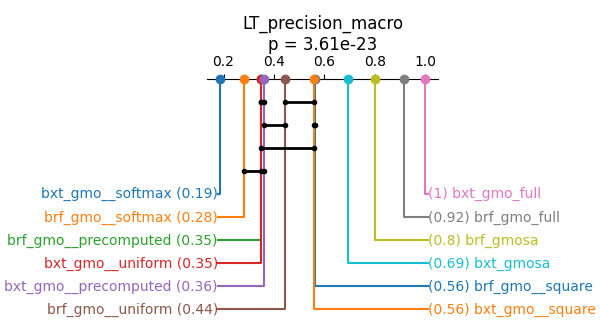 LT_precision_macro
p = 3.61e-23
0.2 0.4 0.6 0.8 1.0
bxt_gmo__softmax (0.19)
(1) bxt_gmo_full
brf_gmo__softmax (0.28)
(0.92) brf_gmo_full
brf_gmo__precomputed (0.35)
(0.8) brf_gmosa
bxt_gmo__uniform (0.35)
(0.69) bxt_gmosa
bxt_gmo__precomputed (0.36)
(0.56) brf_gmo__square
brf_gmo__uniform (0.44)
(0.56) bxt_gmo__square